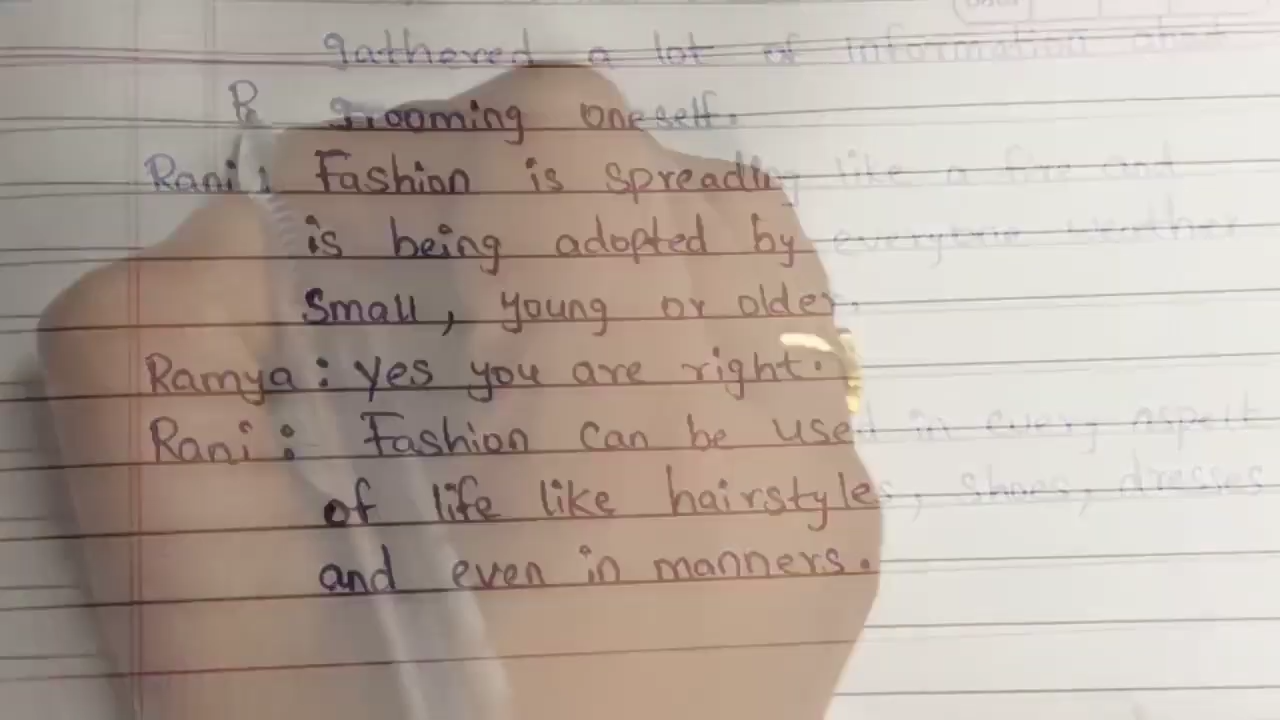 gathered a lot of information abt
R grooming oneself.
Rani : Fashion is spreading like a fire and
is being adopted by everyone weather
small, young or older.
Ramya : yes you are right.
Rani : Fashion can be used in every aspect
of life like hairstyles, shoes, dresses
and even in manners.